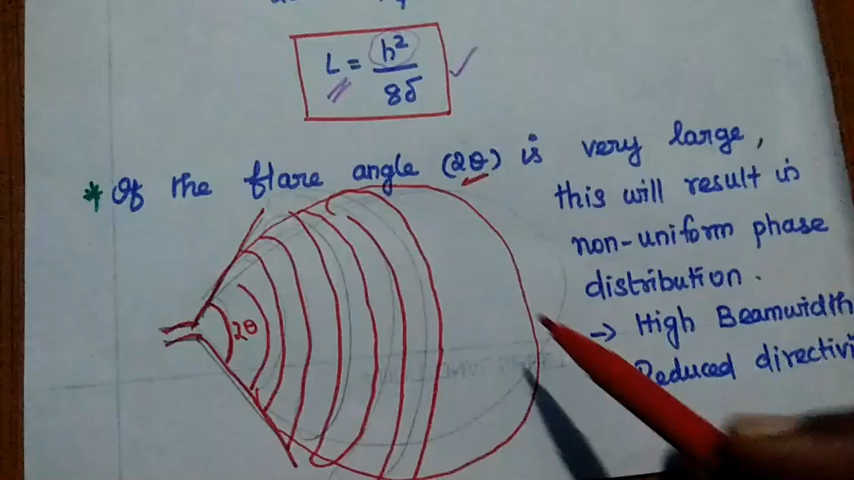 L = h²/8δ
* If the flare angle (2θ) is very large,
this will result in
non-uniform phase
distribution.
→ High Beamwidth
Reduced directivi
2θ